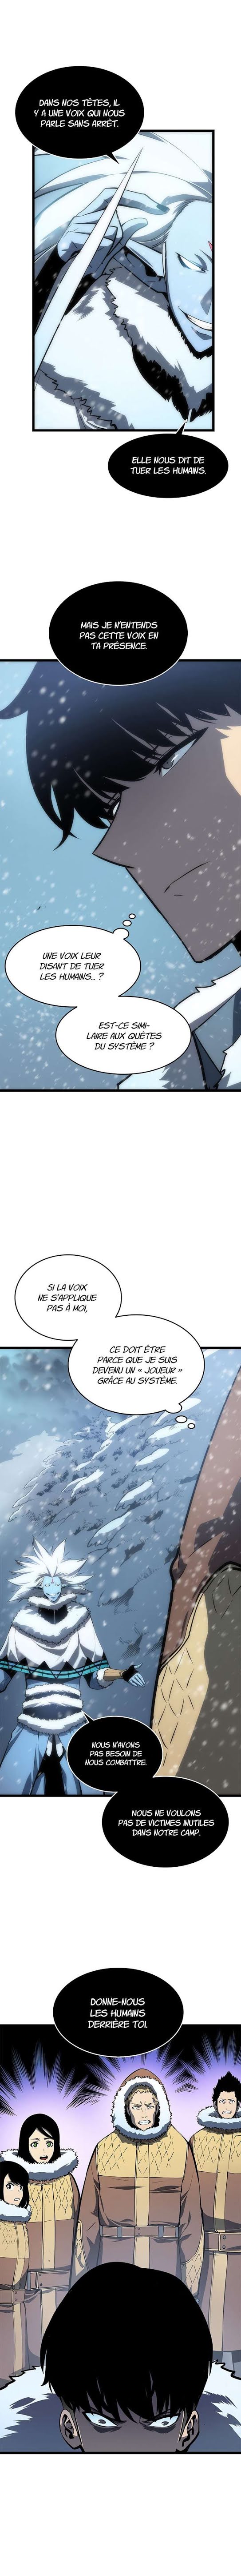 DANS NOS TÊTES, IL
Y A UNE VOIX QUI NOUS
PARLE SANS ARRÊT.
ELLE NOUS DIT DE
TUER LES HUMAINS.
MAIS JE N'ENTENDS
PAS CETTE VOIX EN
TA PRÉSENCE.
UNE VOIX LEUR
DISANT DE TUER
LES HUMAINS... ?
EST-CE SIMI-
LAIRE AUX QUÊTES
DU SYSTÈME ?
SI LA VOIX
NE S'APPLIQUE
PAS À MOI,
CE DOIT ÊTRE
PARCE QUE JE SUIS
DEVENU UN « JOUEUR »
GRÂCE AU SYSTÈME.
NOUS N'AVONS
PAS BESOIN DE
NOUS COMBATTRE.
NOUS NE VOULONS
PAS DE VICTIMES INUTILES
DANS NOTRE CAMP.
DONNE-NOUS
LES HUMAINS
DERRIÈRE TOI.